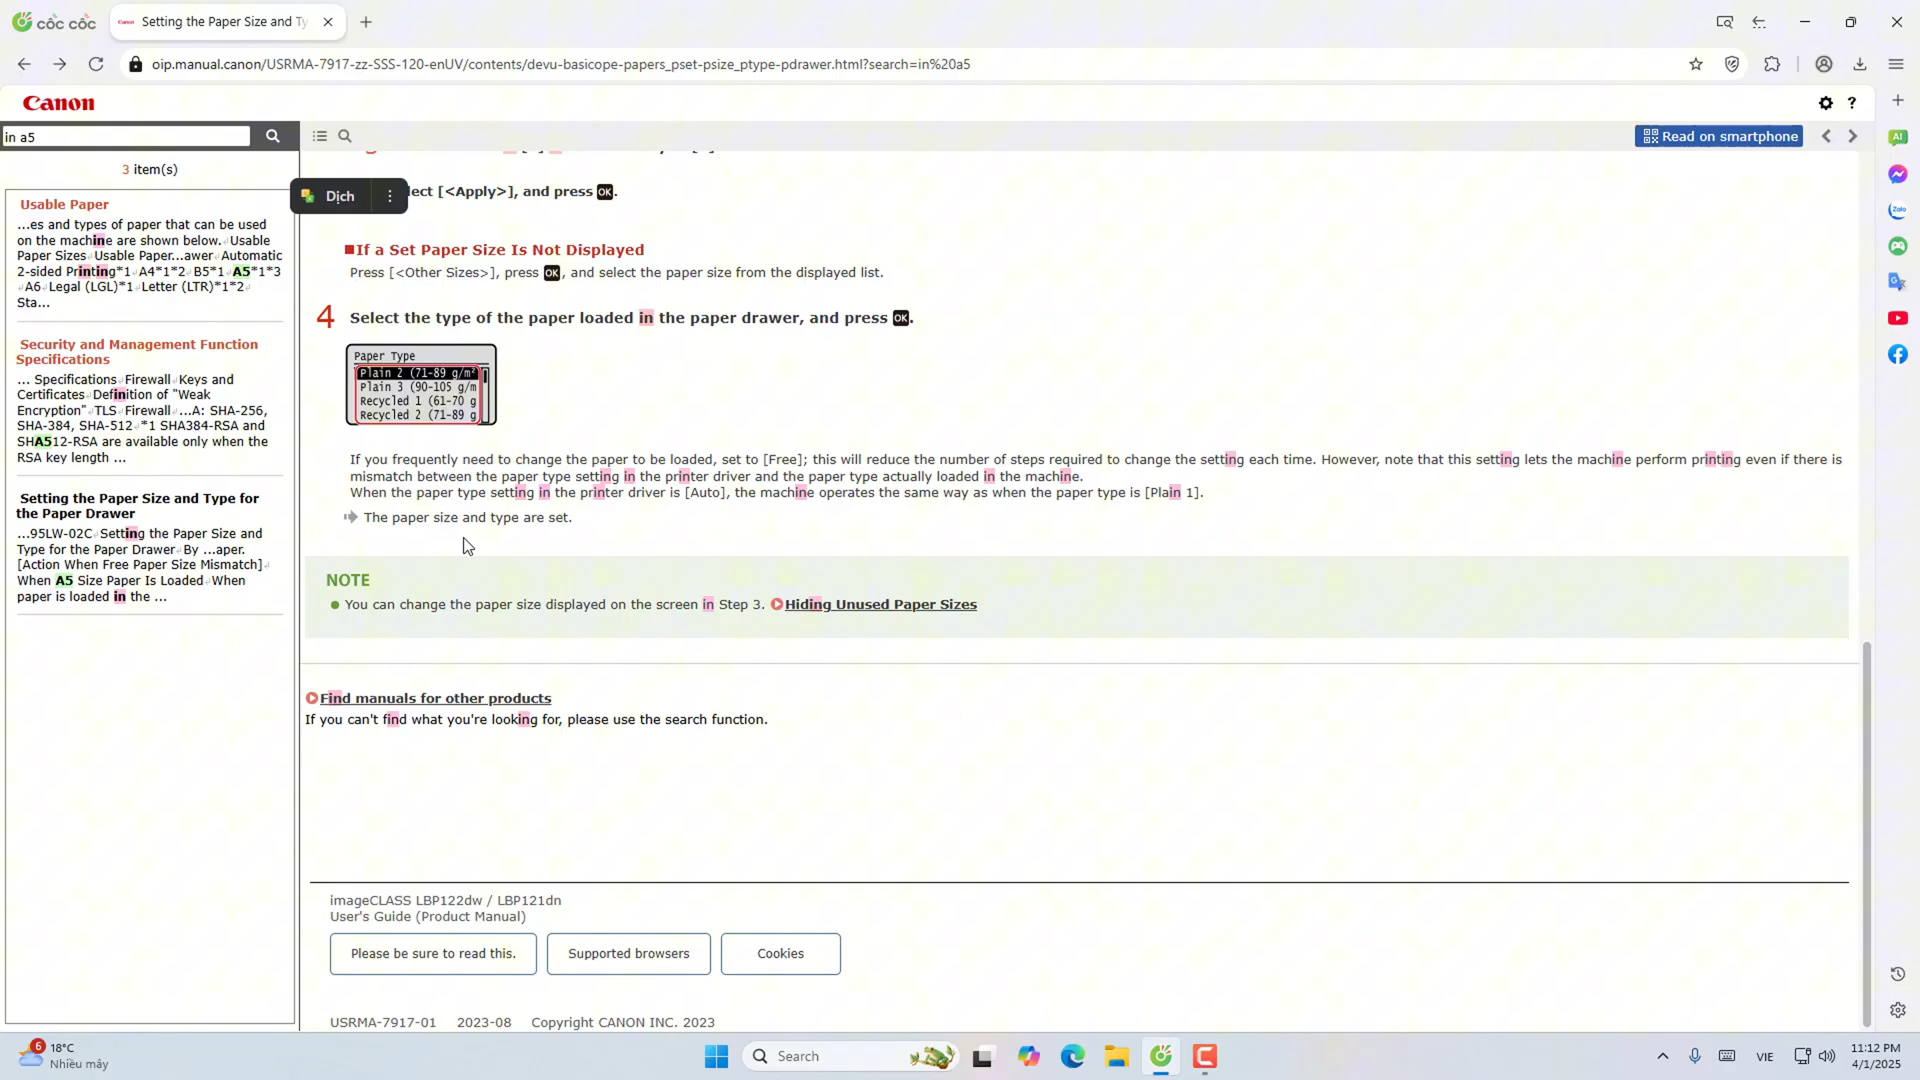 cốc cốc
Setting the Paper Size and Ty
oip.manual.canon/USRMA-7917-zz-SSS-120-enUV/contents/devu-basicope-papers_pset-psize_ptype-pdrawer.html?search=in%20a5
Canon
in a5
Read on smartphone
3 item(s)
Usable Paper
...es and types of paper that can be used
on the machine are shown below.↲Usable
Paper Sizes↲Usable Paper...awer↲Automatic
2-sided Printing*1↲A4*1*2↲B5*1↲A5*1*3
↲A6↲Legal (LGL)*1↲Letter (LTR)*1*2↲
Sta...
Security and Management Function
Specifications
... Specifications↲Firewall↲Keys and
Certificates↲Definition of "Weak
Encryption"↲TLS↲Firewall↲...A: SHA-256,
SHA-384, SHA-512↲*1 SHA384-RSA and
SHA512-RSA are available only when the
RSA key length ...
Setting the Paper Size and Type for
the Paper Drawer
...95LW-02C↲Setting the Paper Size and
Type for the Paper Drawer↲By ...aper.
[Action When Free Paper Size Mismatch]↲
When A5 Size Paper Is Loaded↲When
paper is loaded in the ...
Dịch
lect [<Apply>], and press OK.
If a Set Paper Size Is Not Displayed
Press [<Other Sizes>], press OK, and select the paper size from the displayed list.
4 Select the type of the paper loaded in the paper drawer, and press OK.
Paper Type
Plain 2 (71-89 g/m²
Plain 3 (90-105 g/m
Recycled 1 (61-70 g
Recycled 2 (71-89 g
If you frequently need to change the paper to be loaded, set to [Free]; this will reduce the number of steps required to change the setting each time. However, note that this setting lets the machine perform printing even if there is
mismatch between the paper type setting in the printer driver and the paper type actually loaded in the machine.
When the paper type setting in the printer driver is [Auto], the machine operates the same way as when the paper type is [Plain 1].
The paper size and type are set.
NOTE
You can change the paper size displayed on the screen in Step 3. Hiding Unused Paper Sizes
Find manuals for other products
If you can't find what you're looking for, please use the search function.
imageCLASS LBP122dw / LBP121dn
User's Guide (Product Manual)
Please be sure to read this.
Supported browsers
Cookies
USRMA-7917-01 2023-08 Copyright CANON INC. 2023
6
18°C
Nhiều mây
Search
VIE
11:12 PM
4/1/2025
AI
Zalo